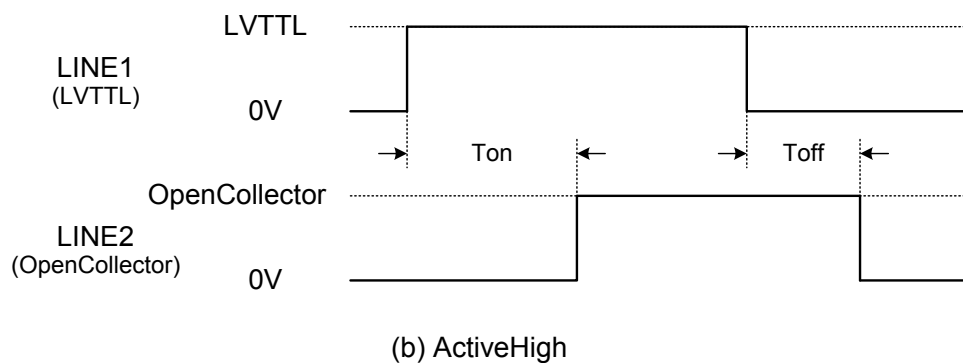 LVTTL
LINE1
(LVTTL)
0V
Ton
Toff
OpenCollector
LINE2
(OpenCollector)
0V
(b) ActiveHigh